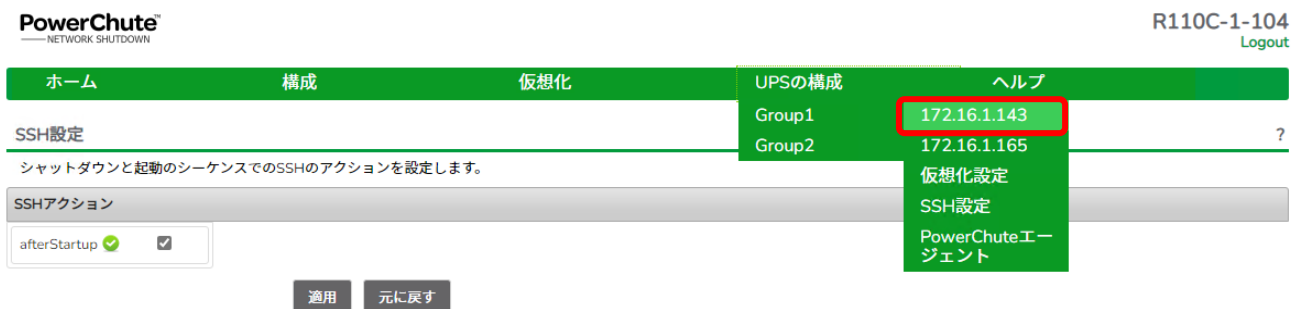 PowerChute™
NETWORK SHUTDOWN
R110C-1-104
Logout
ホーム 構成 仮想化 UPSの構成 ヘルプ
Group1 172.16.1.143
SSH設定 ?
Group2 172.16.1.165
シャットダウンと起動のシーケンスでのSSHのアクションを設定します。
仮想化設定
SSHアクション
SSH設定
afterStartup
PowerChuteエー
ジェント
適用 元に戻す